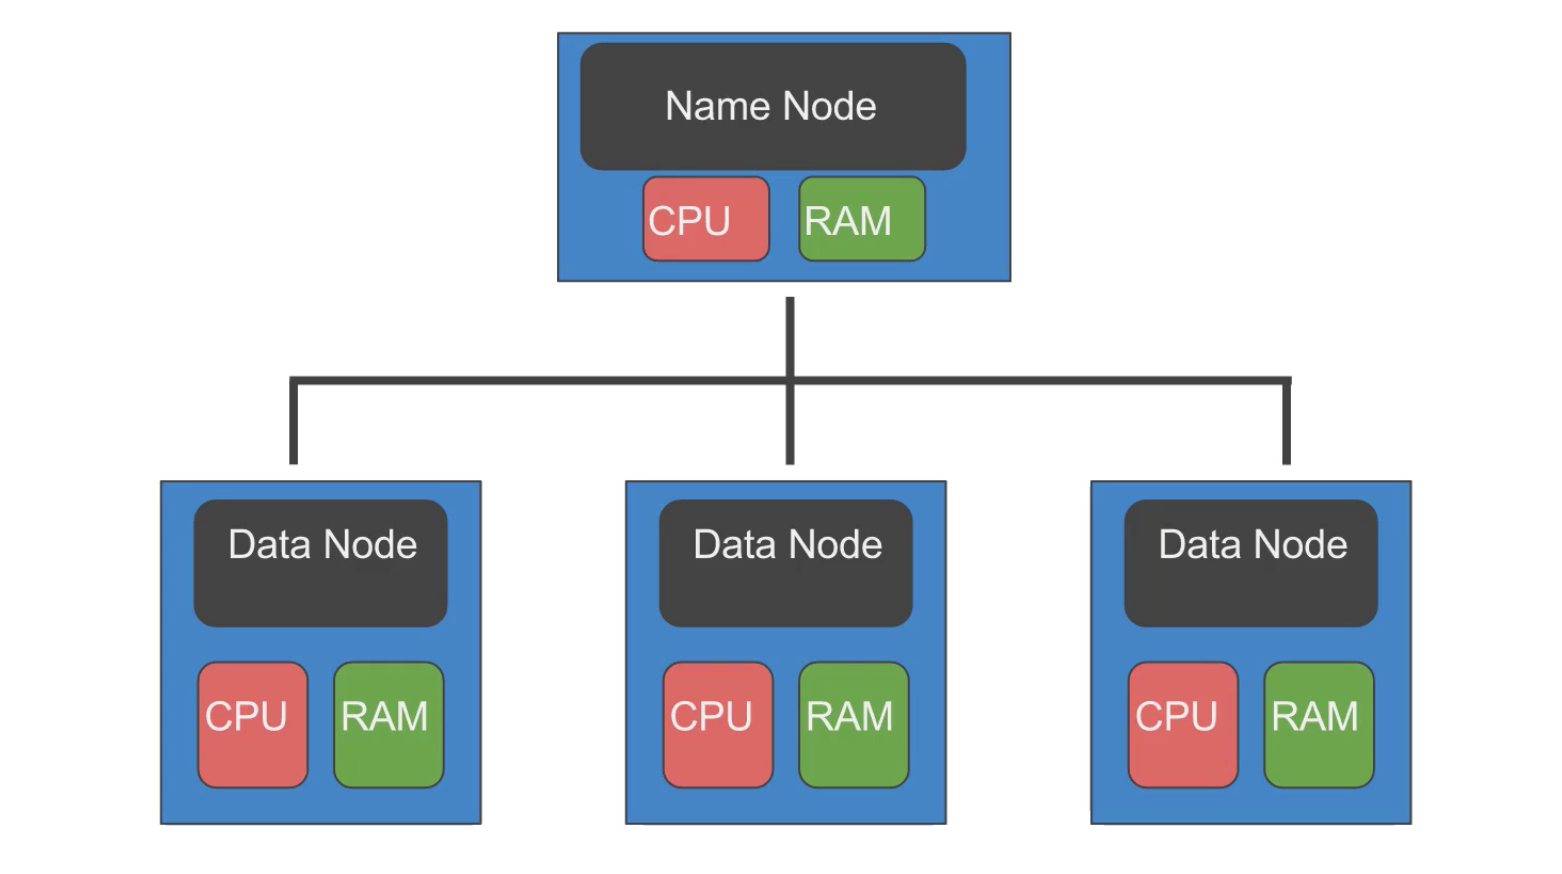 Name Node
CPU RAM
Data Node Data Node Data Node
CPU RAM CPU RAM CPU RAM